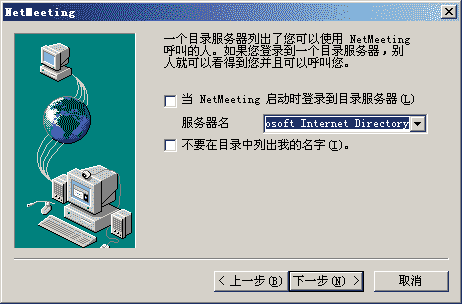 NetMeeting
一个目录服务器列出了您可以使用 NetMeeting
呼叫的人。如果您登录到一个目录服务器，别
人就可以看得到您并且可以呼叫您。
当 NetMeeting 启动时登录到目录服务器(L)
服务器名
osoft Internet Directory
不要在目录中列出我的名字(I)。
< 上一步(B)
下一步(N) >
取消